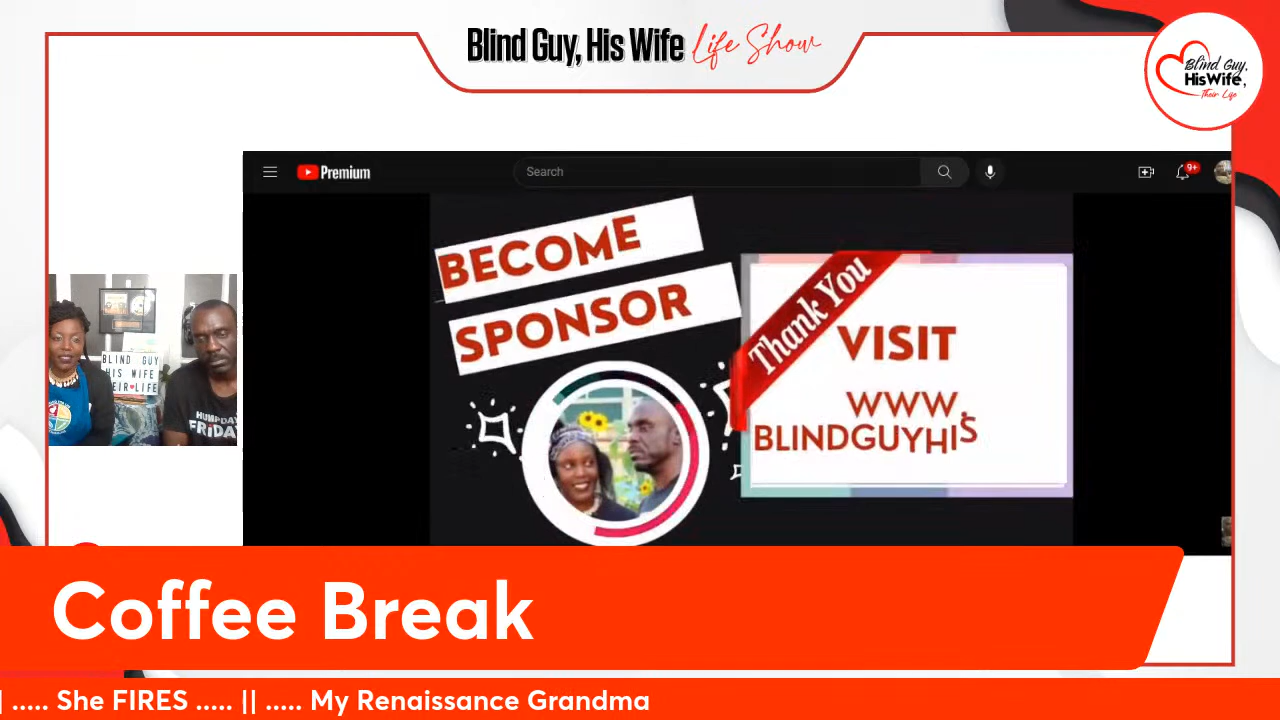 Blind Guy, His Wife Life Show
Blind Guy,
His Wife,
Their Life
Premium
Search
9+
BECOME
SPONSOR
Thank You
VISIT
WWW.
BLINDGUYHIS
BLIND GUY
HIS WIFE
EIR♥LIFE
HUMPDAY
FRIDAY
Coffee Break
| ..... She FIRES ..... || ..... My Renaissance Grandma